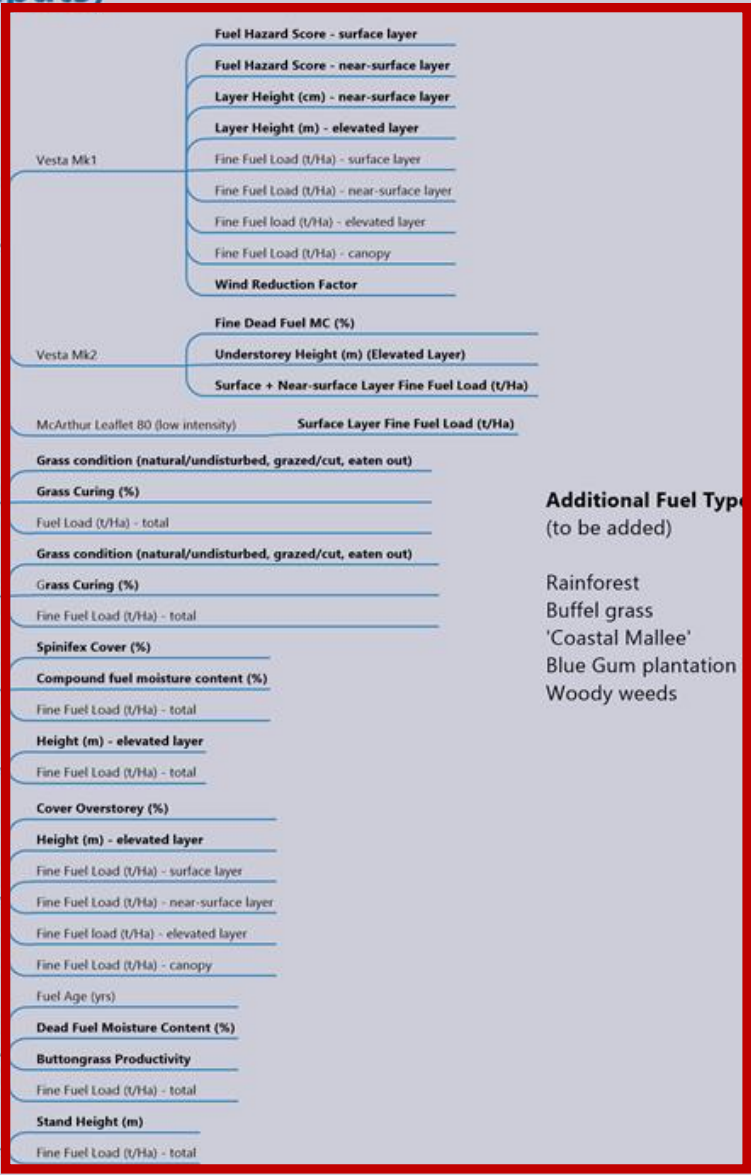 Fuel Hazard Score - surface layer
Fuel Hazard Score - near-surface layer
Layer Height (cm) - near-surface layer
Layer Height (m) - elevated layer
Vesta Mk1
Fine Fuel Load (t/Ha) - surface layer
Fine Fuel Load (t/Ha) - near-surface layer
Fine Fuel load (t/Ha) - elevated layer
Fine Fuel Load (t/Ha) - canopy
Wind Reduction Factor
Fine Dead Fuel MC (%)
Vesta Mk2
Understorey Height (m) (Elevated Layer)
Surface + Near-surface Layer Fine Fuel Load (t/Ha)
McArthur Leaflet 80 (low intensity)
Surface Layer Fine Fuel Load (t/Ha)
Grass condition (natural/undisturbed, grazed/cut, eaten out)
Grass Curing (%)
Fuel Load (t/Ha) - total
Grass condition (natural/undisturbed, grazed/cut, eaten out)
Grass Curing (%)
Fine Fuel Load (t/Ha) - total
Spinifex Cover (%)
Compound fuel moisture content (%)
Fine Fuel Load (t/Ha) - total
Height (m) - elevated layer
Fine Fuel Load (t/Ha) - total
Cover Overstorey (%)
Height (m) - elevated layer
Fine Fuel Load (t/Ha) - surface layer
Fine Fuel Load (t/Ha) - near-surface layer
Fine Fuel load (t/Ha) - elevated layer
Fine Fuel Load (t/Ha) - canopy
Fuel Age (yrs)
Dead Fuel Moisture Content (%)
Buttongrass Productivity
Fine Fuel Load (t/Ha) - total
Stand Height (m)
Fine Fuel Load (t/Ha) - total
Additional Fuel Type
(to be added)
Rainforest
Buffel grass
'Coastal Mallee'
Blue Gum plantation
Woody weeds